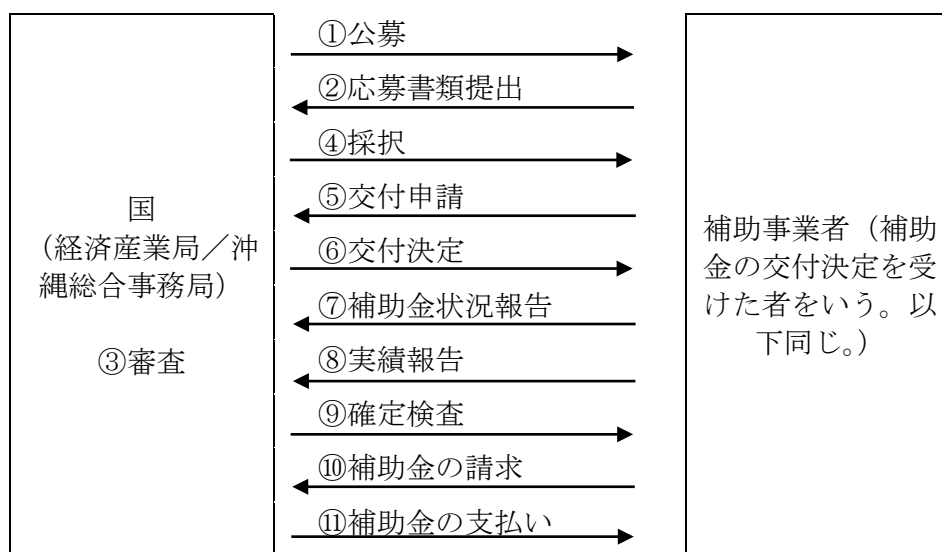 国
（経済産業局／沖
縄総合事務局）
③審査
①公募
②応募書類提出
④採択
⑤交付申請
⑥交付決定
⑦補助金状況報告
⑧実績報告
⑨確定検査
⑩補助金の請求
⑪補助金の支払い
補助事業者（補助
金の交付決定を受
けた者をいう。以
下同じ。）